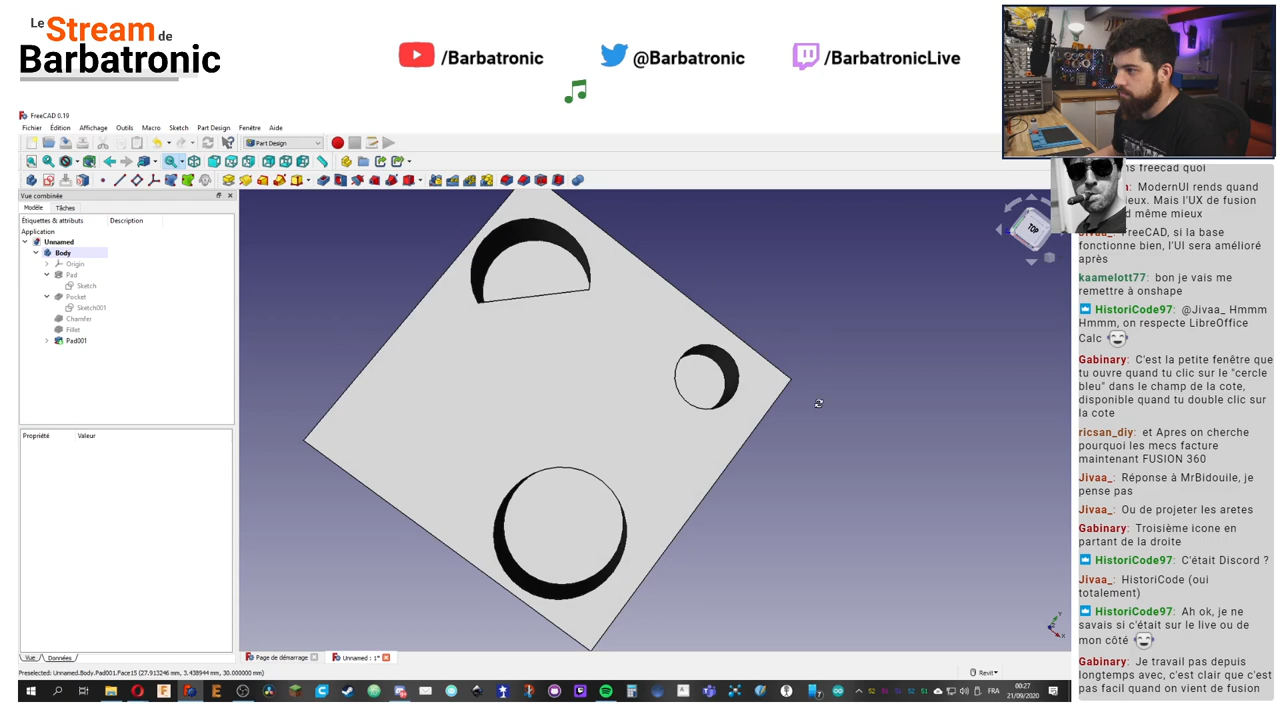 Le
Stream de
Barbatronic
/Barbatronic
@Barbatronic
/BarbatronicLive
FreeCAD 0.19
Fichier Édition Affichage Outils Macro Sketch Part Design Fenêtre Aide
Part Design
Vue combinée
Modèle Tâches
Étiquettes & attributs Description
Application
Unnamed
Body
Origin
Pad
Sketch
Pocket
Sketch001
Chamfer
Fillet
Pad001
Propriété Valeur
Vue Données
TOP
Page de démarrage
Unnamed : 1*
Preselected: Unnamed.Body.Pad001.Face15 (27.913246 mm, 3.438944 mm, 30.000000 mm)
Revit
FRA
00:27
21/09/2020
ns freecad quoi
: ModernUI rends quand
ieux. Mais l'UX de fusion
d même mieux
FreeCAD, si la base
fonctionne bien, l'UI sera amélioré
après
kaamelott77: bon je vais me
remettre à onshape
HistoriCode97: @Jivaa_ Hmmm
Hmmm, on respecte LibreOffice
Calc
Gabinary: C'est la petite fenêtre que
tu ouvre quand tu clic sur le "cercle
bleu" dans le champ de la cote,
disponible quand tu double clic sur
la cote
ricsan_diy: et Apres on cherche
pourquoi les mecs facture
maintenant FUSION 360
Jivaa_: Réponse à MrBidouile, je
pense pas
Jivaa_: Ou de projeter les aretes
Gabinary: Troisième icone en
partant de la droite
HistoriCode97: C'était Discord ?
Jivaa_: HistoriCode (oui
totalement)
HistoriCode97: Ah ok, je ne
savais si c'était sur le live ou de
mon côté
Gabinary: Je travail pas depuis
longtemps avec, c'est clair que c'est
pas facil quand on vient de fusion